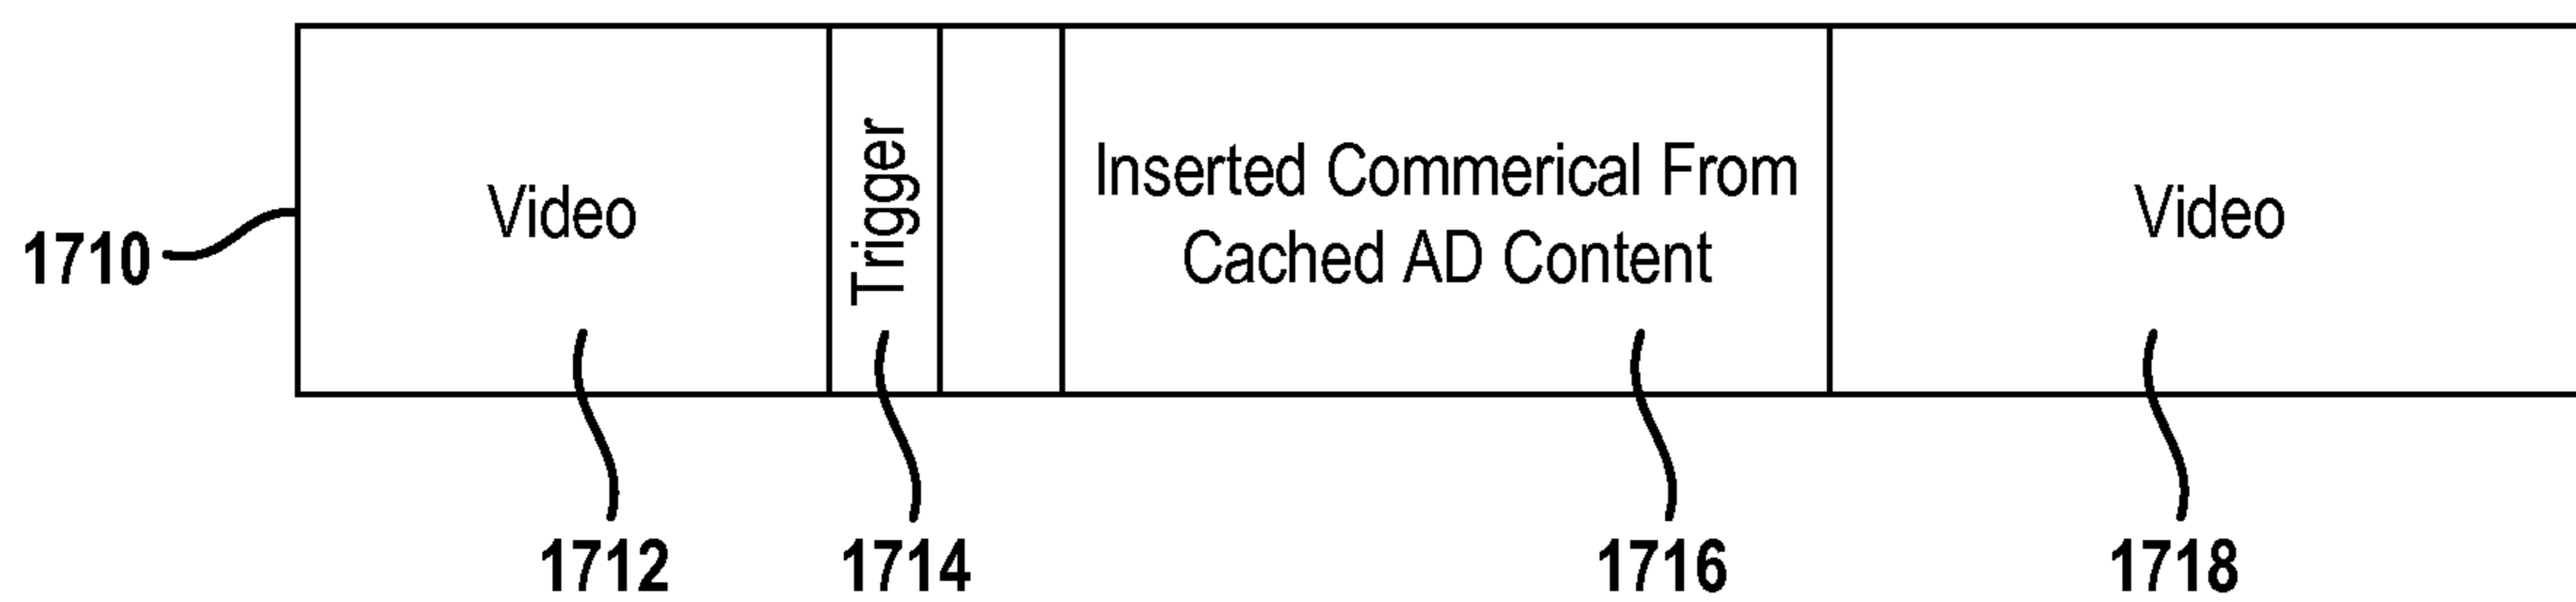 Video
Trigger
Inserted Commerical From
Cached AD Content
Video
1710
1712
1714
1716
1718